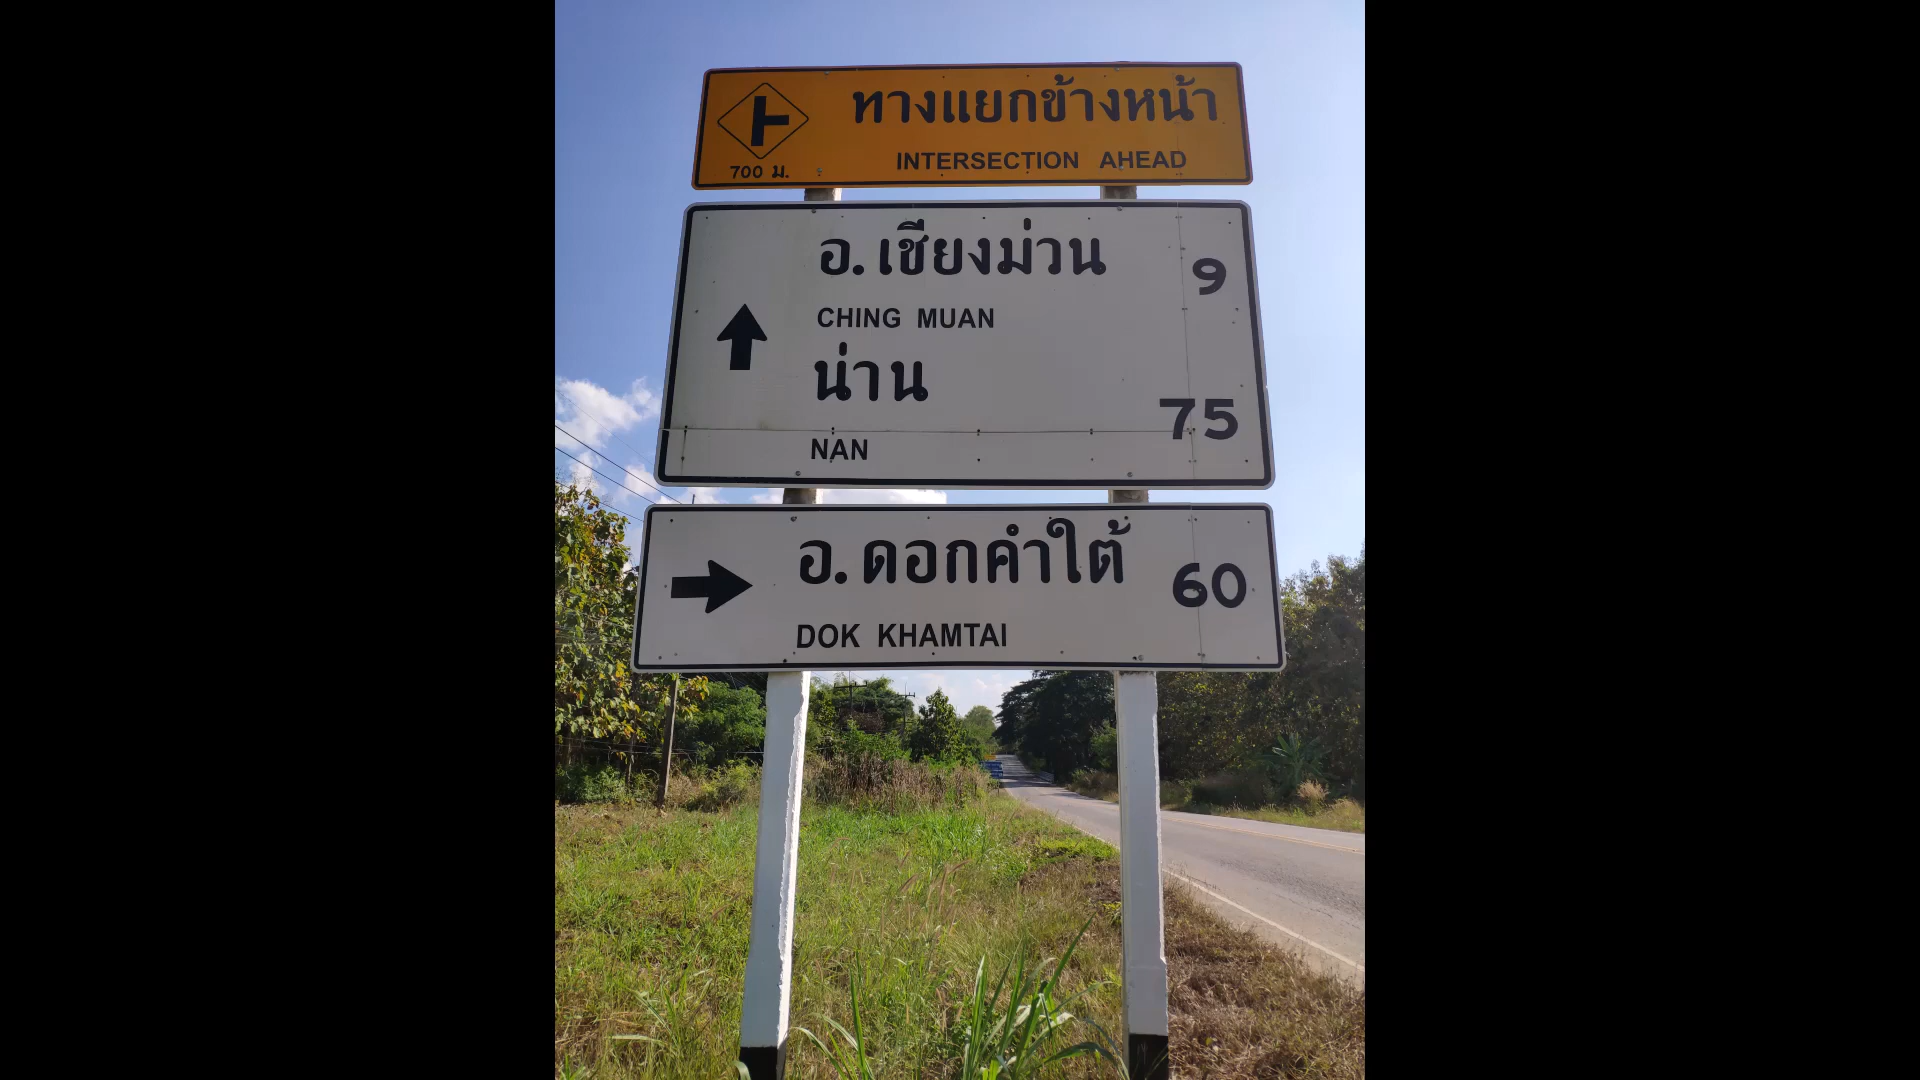 ทางแยกข้างหน้า
700 ม. INTERSECTION AHEAD
อ.เชียงม่วน 9
CHING MUAN
น่าน 75
NAN
อ.ดอกคำใต้ 60
DOK KHAMTAI